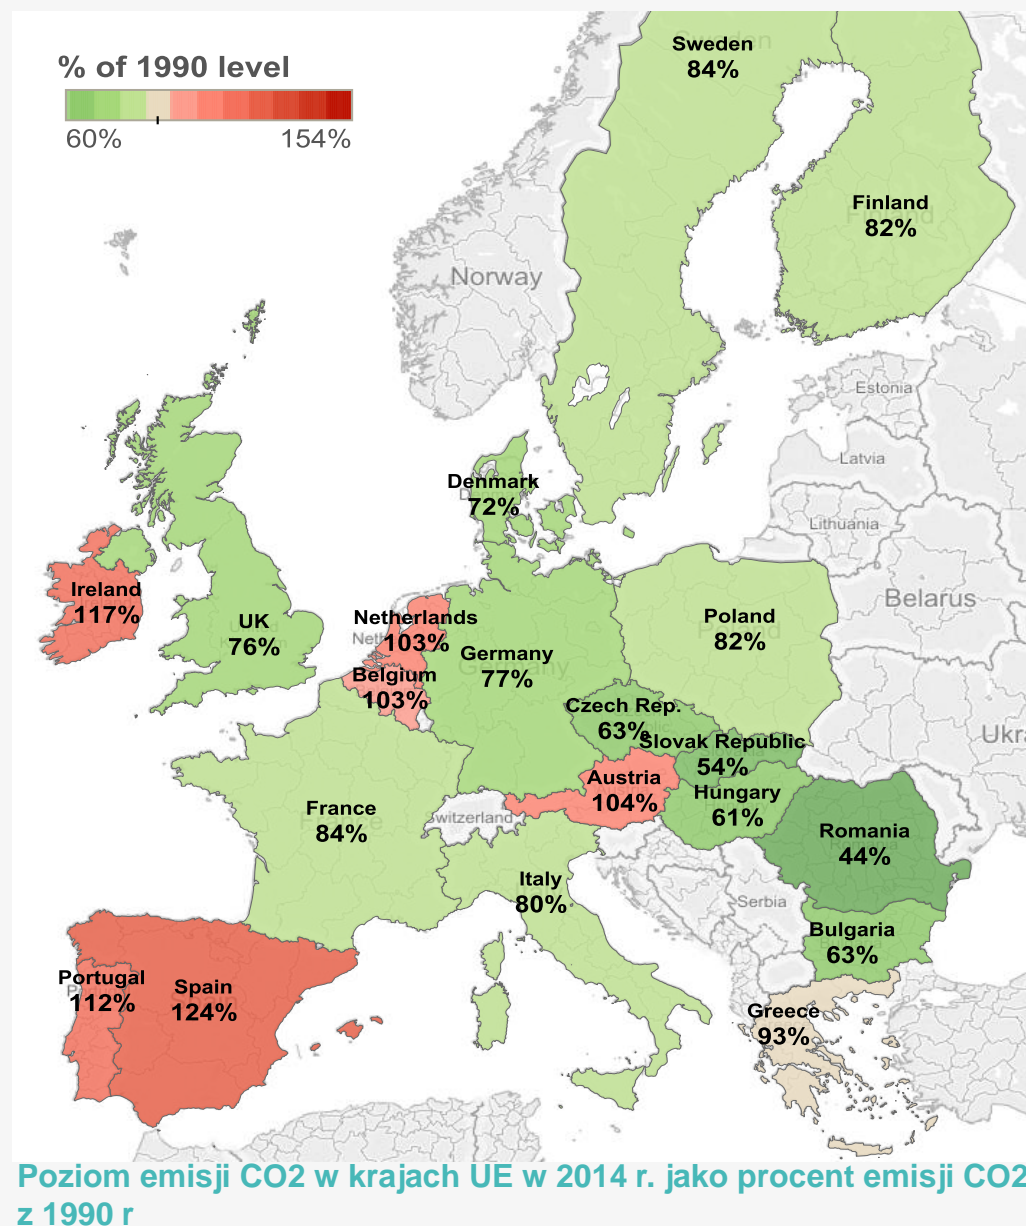 % of 1990 level
60%
154%
Sweden
84%
Finland
82%
Norway
Estonia
Latvia
Denmark
72%
Lithuania
Ireland
117%
Belarus
Netherlands
103%
UK
76%
Poland
82%
Germany
77%
Belgium
103%
Czech Rep.
63%
Ukra
Slovak Republic
54%
Austria
104%
Hungary
61%
France
84%
Switzerland
Romania
44%
Italy
80%
Serbia
Bulgaria
63%
Portugal
112%
Spain
124%
Greece
93%
Poziom emisji CO2 w krajach UE w 2014 r. jako procent emisji CO2
z 1990 r